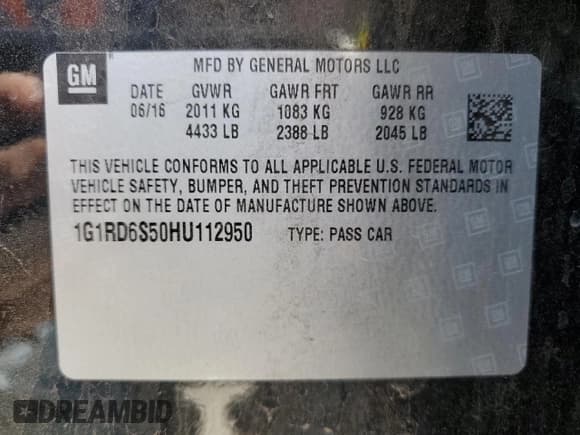 GM
MFD BY GENERAL MOTORS LLC
DATE GVWR GAWR FRT GAWR RR
06/16 2011 KG 1083 KG 928 KG
4433 LB 2388 LB 2045 LB
THIS VEHICLE CONFORMS TO ALL APPLICABLE U.S. FEDERAL MOTOR
VEHICLE SAFETY, BUMPER, AND THEFT PREVENTION STANDARDS IN
EFFECT ON THE DATE OF MANUFACTURE SHOWN ABOVE.
1G1RD6S50HU112950 TYPE: PASS CAR
DREAMBID